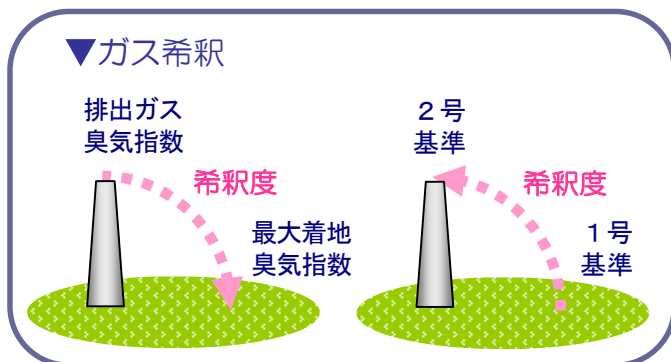 ▼ガス希釈
排出ガス
臭気指数
希釈度
最大着地
臭気指数
２号
基準
希釈度
１号
基準